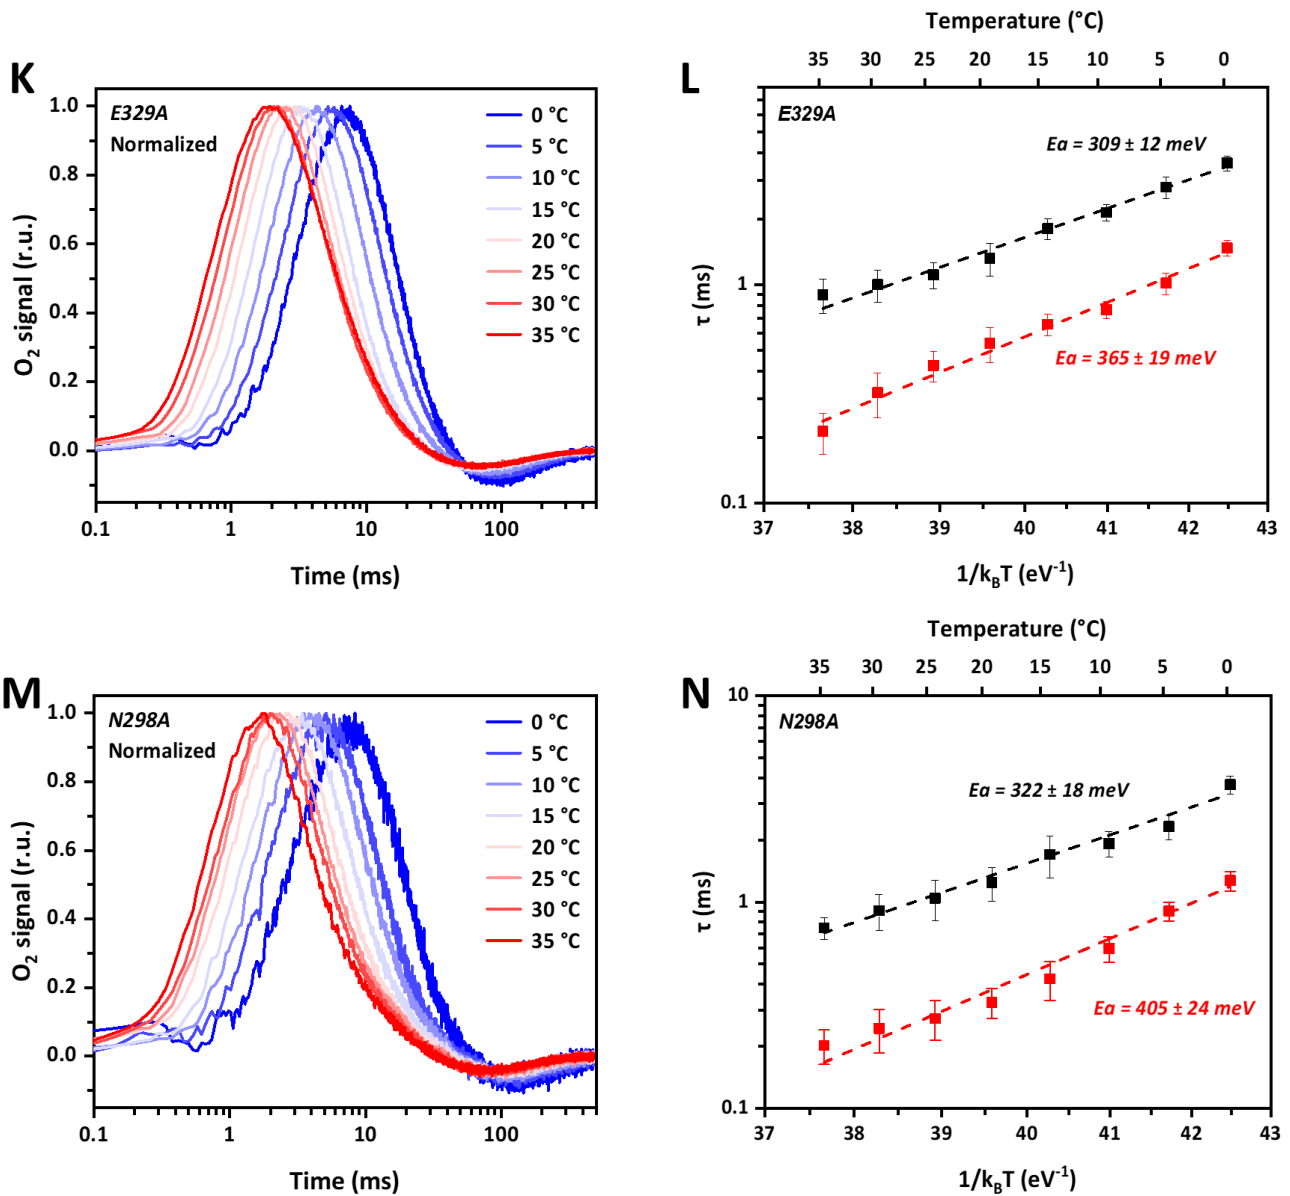 K
E329A
Normalized
0 °C
5 °C
10 °C
15 °C
20 °C
25 °C
30 °C
35 °C
1.0
0.8
0.6
0.4
0.2
0.0
O2 signal (r.u.)
0.1 1 10 100
Time (ms)
L
Temperature (°C)
35 30 25 20 15 10 5 0
E329A
Ea = 309 ± 12 meV
Ea = 365 ± 19 meV
1
0.1
τ (ms)
37 38 39 40 41 42 43
1/kBT (eV-1)
M
N298A
Normalized
0 °C
5 °C
10 °C
15 °C
20 °C
25 °C
30 °C
35 °C
1.0
0.8
0.6
0.4
0.2
0.0
O2 signal (r.u.)
0.1 1 10 100
Time (ms)
N
Temperature (°C)
35 30 25 20 15 10 5 0
N298A
Ea = 322 ± 18 meV
Ea = 405 ± 24 meV
10
1
0.1
τ (ms)
37 38 39 40 41 42 43
1/kBT (eV-1)